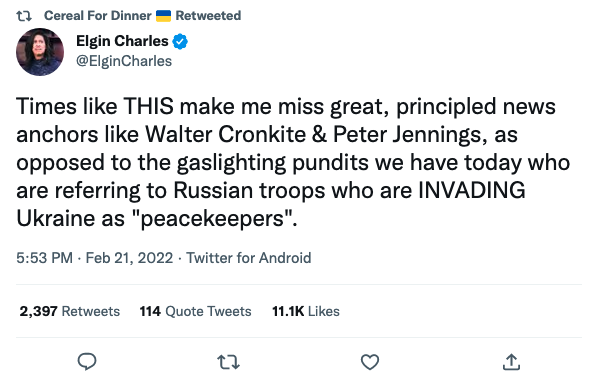 Cereal For Dinner Retweeted
Elgin Charles
@ElginCharles
Times like THIS make me miss great, principled news
anchors like Walter Cronkite & Peter Jennings, as
opposed to the gaslighting pundits we have today who
are referring to Russian troops who are INVADING
Ukraine as "peacekeepers".
5:53 PM · Feb 21, 2022 · Twitter for Android
2,397 Retweets 114 Quote Tweets 11.1K Likes